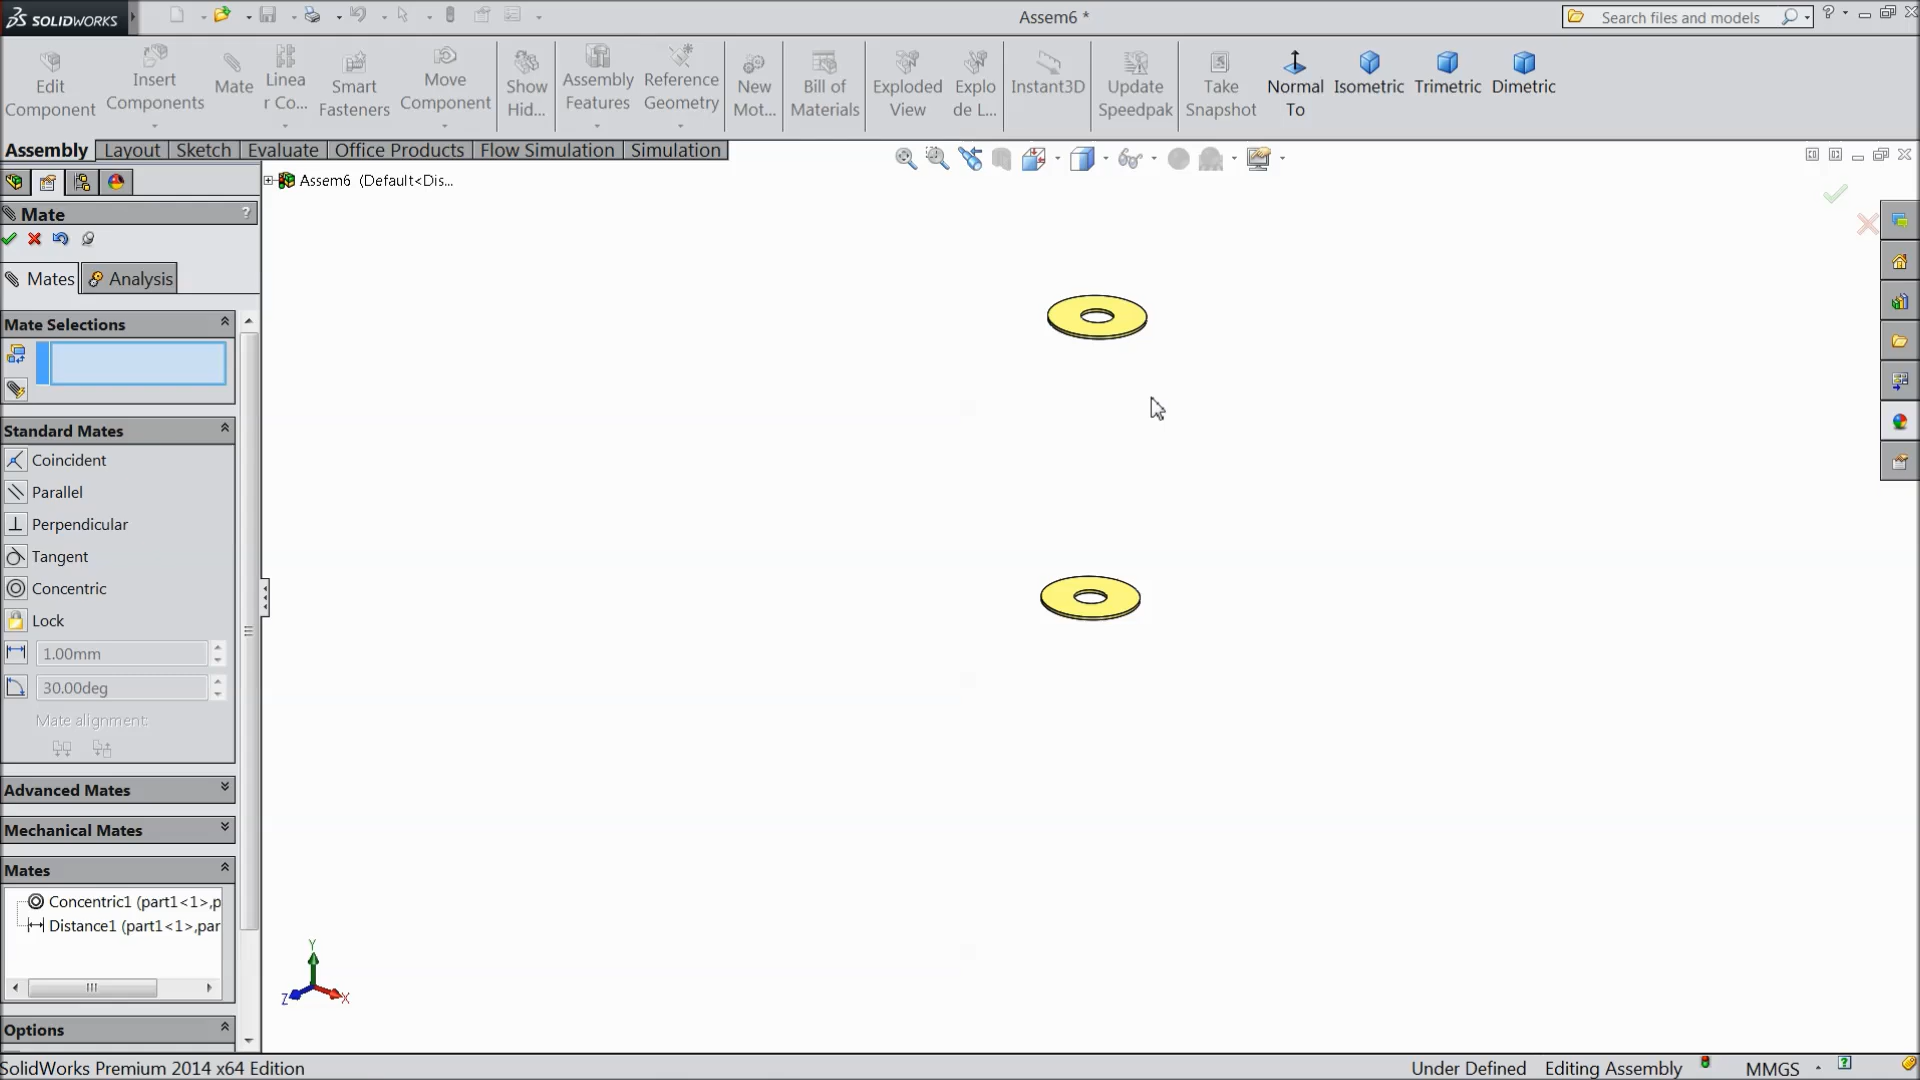 SOLIDWORKS
Assem6 *
Search files and models
?
Edit Component
Insert Components
Mate
Linea r Co...
Smart Fasteners
Move Component
Show Hid...
Assembly Features
Reference Geometry
New Mot...
Bill of Materials
Exploded View
Explo de L...
Instant3D
Update Speedpak
Take Snapshot
Normal To
Isometric
Trimetric
Dimetric
Assembly
Layout
Sketch
Evaluate
Office Products
Flow Simulation
Simulation
Assem6 (Default<Dis...
Mate
?
Mates
Analysis
Mate Selections
Standard Mates
Coincident
Parallel
Perpendicular
Tangent
Concentric
Lock
1.00mm
30.00deg
Mate alignment:
Advanced Mates
Mechanical Mates
Mates
Concentric1 (part1<1>,p
Distance1 (part1<1>,par
Options
Y
Z
X
SolidWorks Premium 2014 x64 Edition
Under Defined
Editing Assembly
MMGS
?